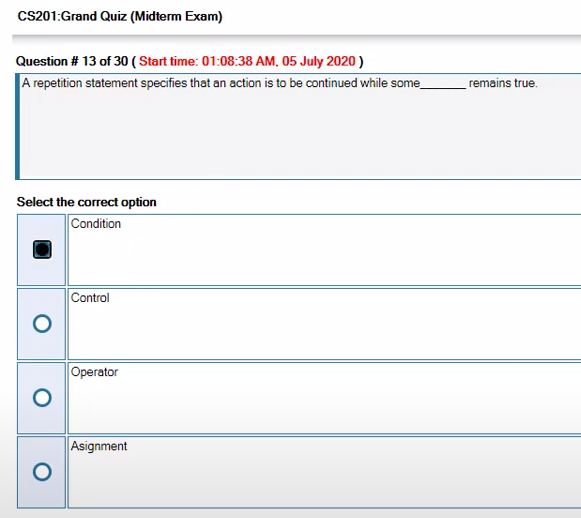 CS201:Grand Quiz (Midterm Exam)
Question # 13 of 30 ( Start time: 01:08:38 AM, 05 July 2020 )
A repetition statement specifies that an action is to be continued while some_______ remains true.
Select the correct option
Condition
Control
Operator
Asignment